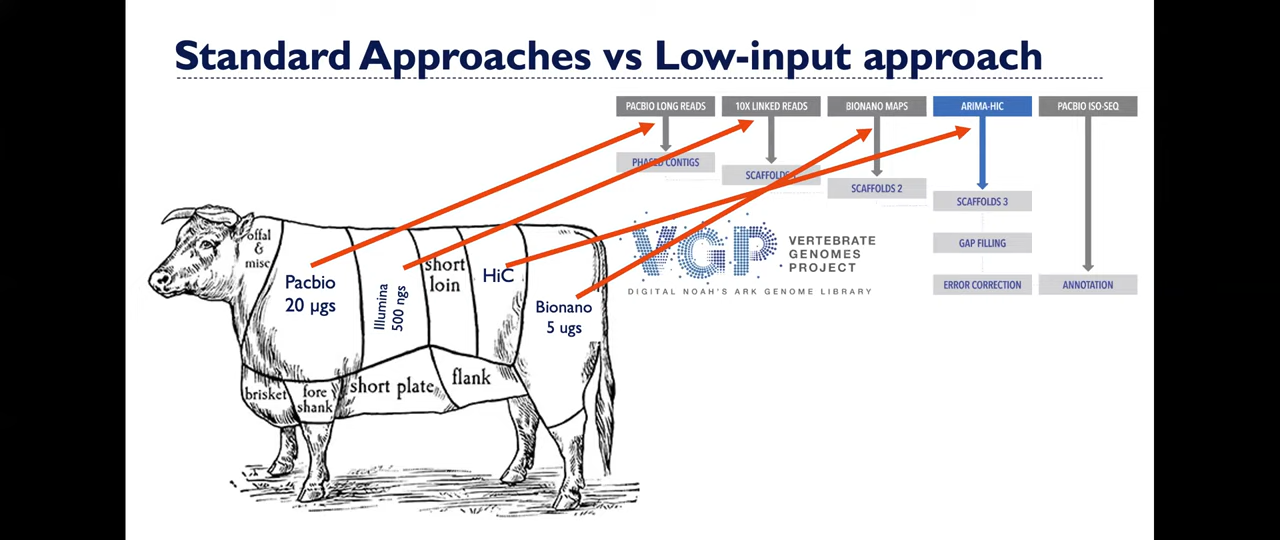 Standard Approaches vs Low-input approach
PACBIO LONG READS
10X LINKED READS
BIONANO MAPS
ARIMA-HIC
PACBIO ISO-SEQ
PHASED CONTIGS
SCAFFOLDS
SCAFFOLDS 2
SCAFFOLDS 3
GAP FILLING
ERROR CORRECTION
ANNOTATION
VGP
VERTEBRATE
GENOMES
PROJECT
DIGITAL NOAH'S ARK GENOME LIBRARY
offal
&
misc
Pacbio
20 µgs
Illumina
500 ngs
short
loin
HiC
Bionano
5 ugs
brisket
fore
shank
short plate
flank